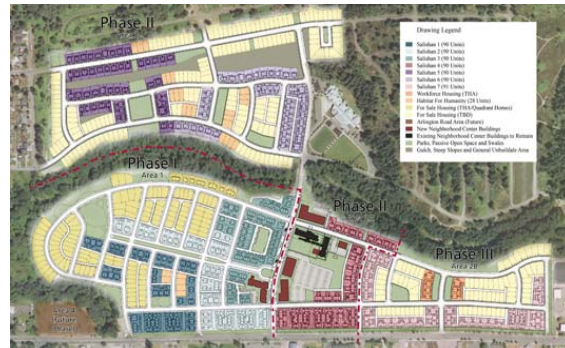 Phase II
Drawing Legend
Salishan 1 (90 Units)
Salishan 2 (90 Units)
Salishan 3 (90 Units)
Salishan 4 (90 Units)
Salishan 5 (90 Units)
Salishan 6 (90 Units)
Salishan 7 (91 Units)
Workforce Housing (THA)
Habitat For Humanity (28 Units)
For Sale Housing (THA/Quadrant Homes)
For Sale Housing (TBD)
Arlington Road Area (Future)
New Neighborhood Center Buildings
Existing Neighborhood Center Buildings to Remain
Parks, Passive Open Space and Swales
Gulch, Steep Slopes and General Unbuildable Area
Phase I
Area 1
Phase II
Phase III
Area 2B
Future